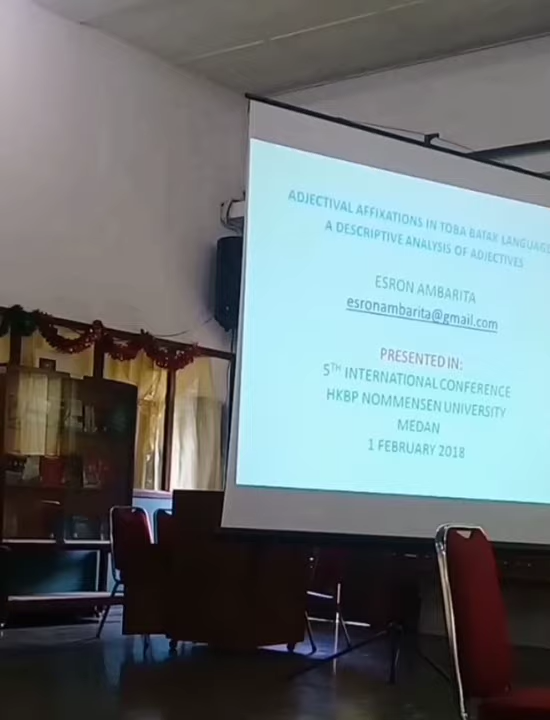 ADJECTIVAL AFFIXATIONS IN TOBA BATAK LANGUAGE
A DESCRIPTIVE ANALYSIS OF ADJECTIVES
ESRON AMBARITA
esronambarita@gmail.com
PRESENTED IN:
5TH INTERNATIONAL CONFERENCE
HKBP NOMMENSEN UNIVERSITY
MEDAN
1 FEBRUARY 2018